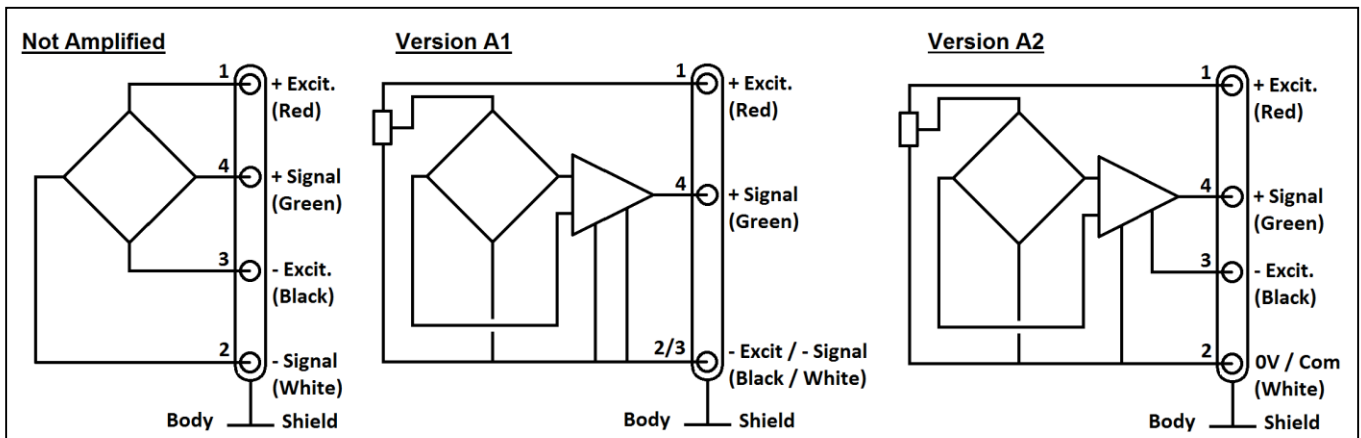 Not Amplified
1
+ Excit.
(Red)
4
+ Signal
(Green)
3
- Excit.
(Black)
2
- Signal
(White)
Body
Shield
Version A1
1
+ Excit.
(Red)
4
+ Signal
(Green)
2/3
- Excit / - Signal
(Black / White)
Body
Shield
Version A2
1
+ Excit.
(Red)
4
+ Signal
(Green)
3
- Excit.
(Black)
2
0V / Com
(White)
Body
Shield